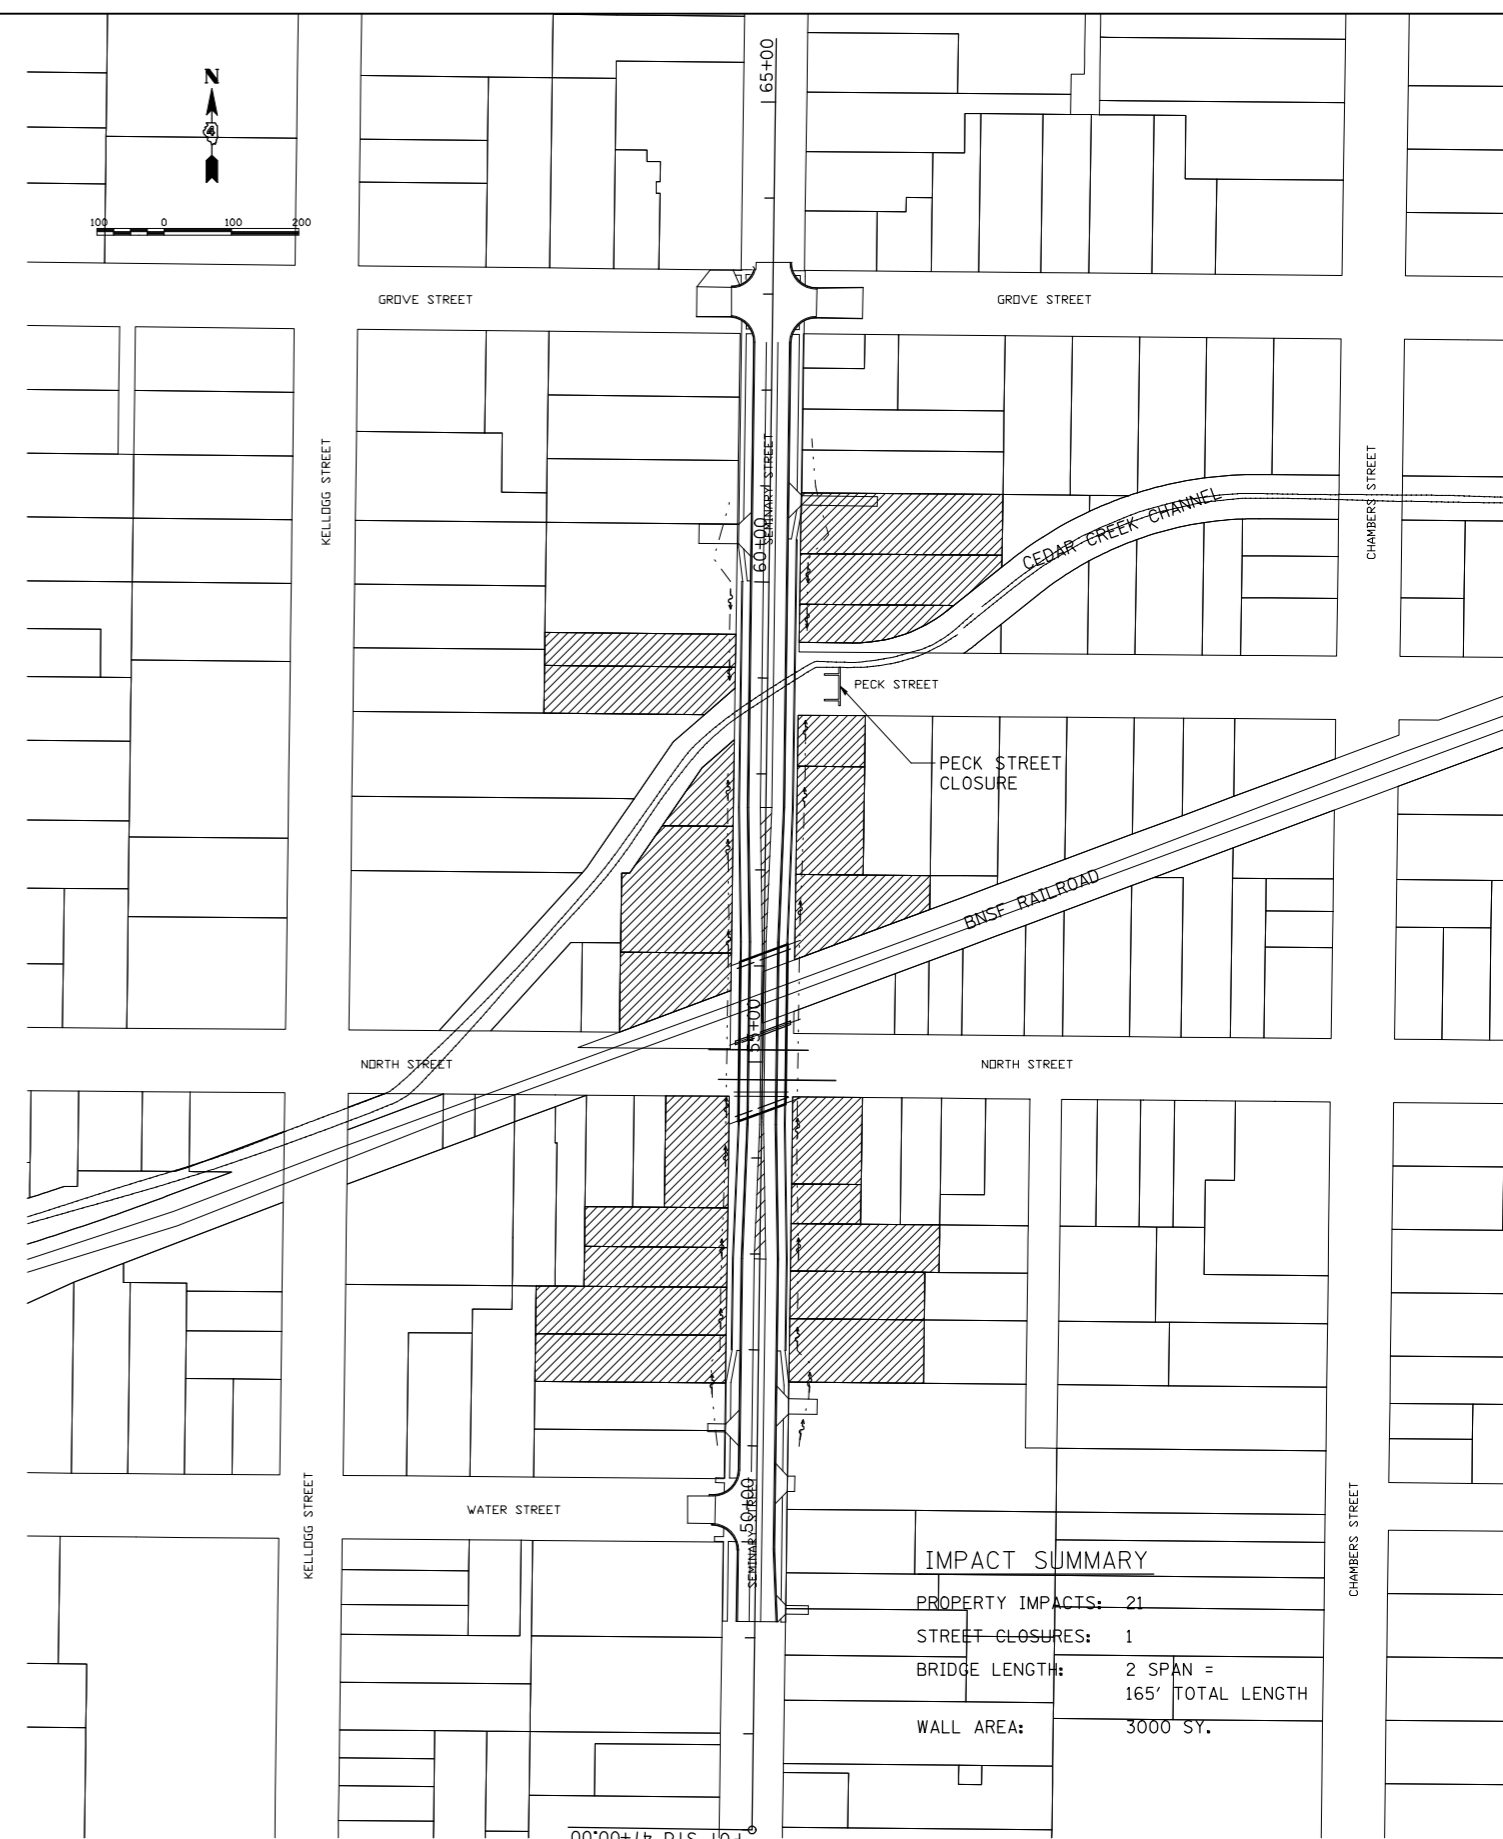 65+00
N
4
100 0 100 200
GROVE STREET
GROVE STREET
KELLOGG STREET
SEMINARY STREET
60+00
CEDAR CREEK CHANNEL
CHAMBERS STREET
PECK STREET
PECK STREET
CLOSURE
BNSF RAILROAD
55+00
NORTH STREET
NORTH STREET
KELLOGG STREET
WATER STREET
50+00
SEMINARY STREET
CHAMBERS STREET
IMPACT SUMMARY
PROPERTY IMPACTS: 21
STREET CLOSURES: 1
BRIDGE LENGTH: 2 SPAN =
165' TOTAL LENGTH
WALL AREA: 3000 SY.